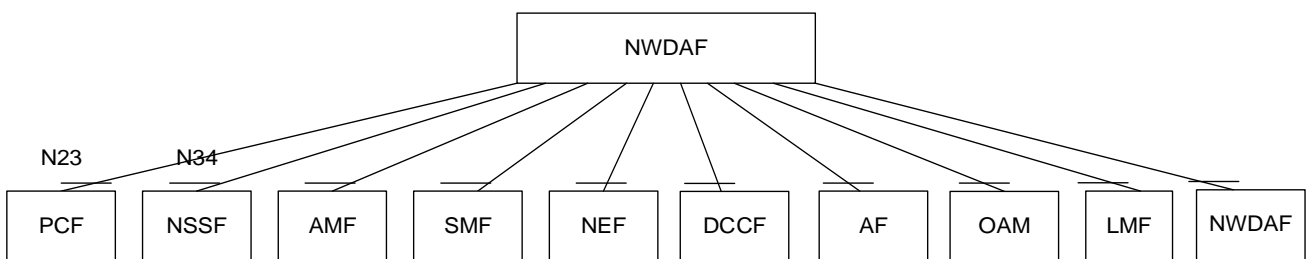 NWDAF
N23 N34
PCF NSSF AMF SMF NEF DCCF AF OAM LMF NWDAF